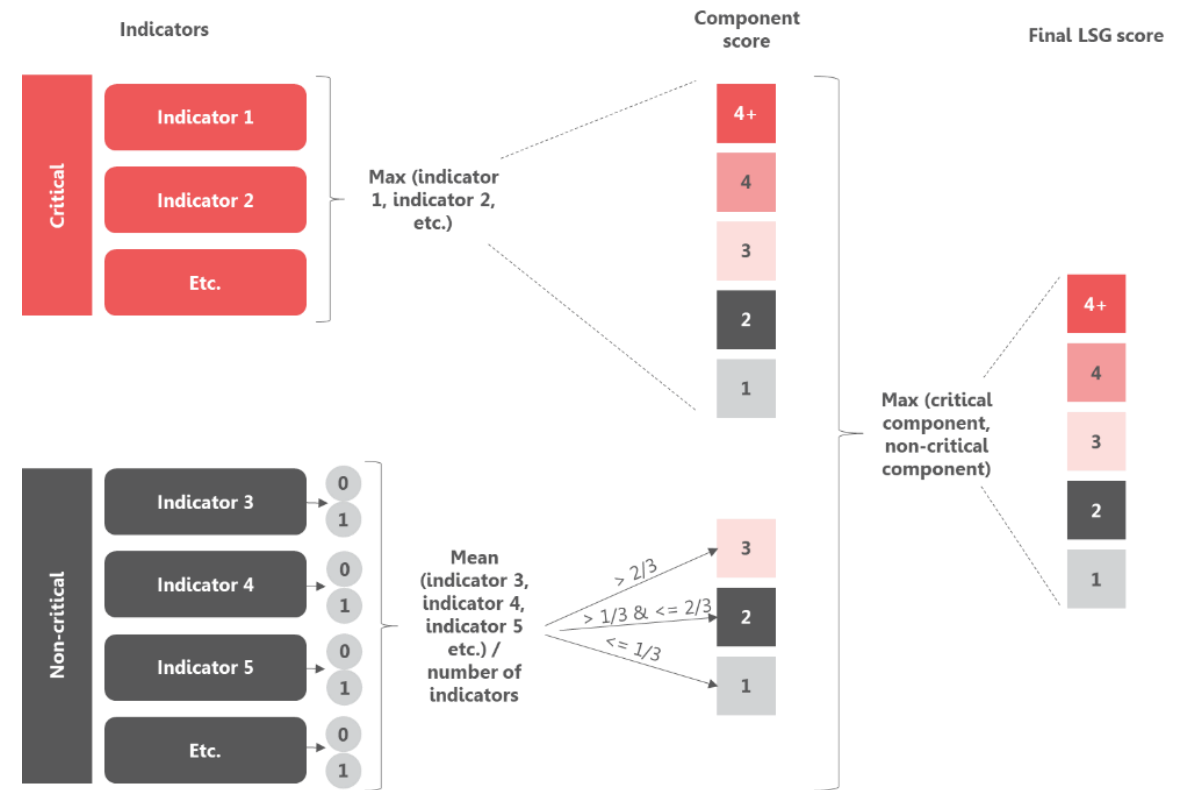 Indicators
Component
score
Final LSG score
Critical
Indicator 1
Indicator 2
Etc.
Max (indicator
1, indicator 2,
etc.)
4+
4
3
2
1
Non-critical
Indicator 3
0
1
Indicator 4
0
1
Indicator 5
0
1
Etc.
0
1
Mean
(indicator 3,
indicator 4,
indicator 5
etc.) /
number of
indicators
> 2/3
> 1/3 & <= 2/3
<= 1/3
3
2
1
Max (critical
component,
non-critical
component)
4+
4
3
2
1